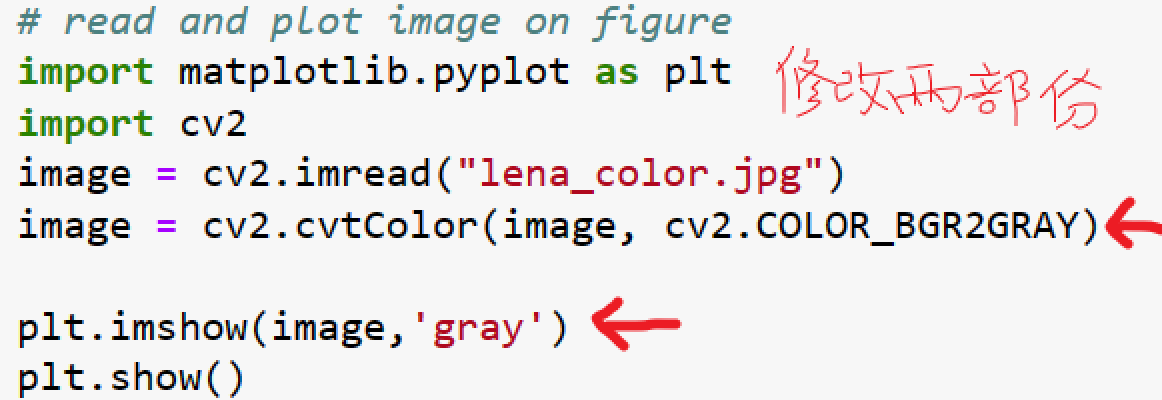 # read and plot image on figure
import matplotlib.pyplot as plt
修改兩部份
import cv2
image = cv2.imread("lena_color.jpg")
image = cv2.cvtColor(image, cv2.COLOR_BGR2GRAY)
plt.imshow(image,'gray')
plt.show()